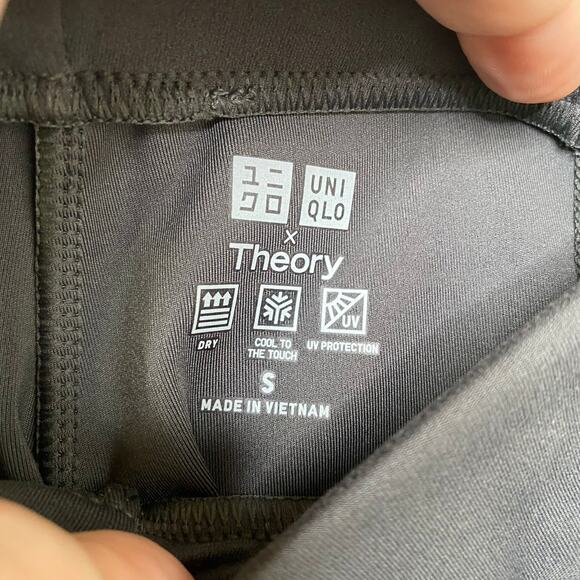 ユニ UNI
クロ QLO
x
Theory
UV
DRY COOL TO THE TOUCH UV PROTECTION
S
MADE IN VIETNAM